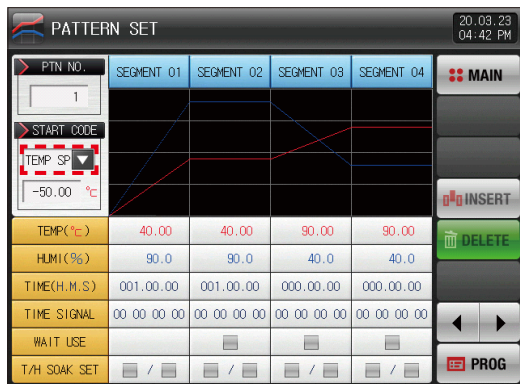 PATTERN SET
20.03.23
04:42 PM
PTN NO.
1
START CODE
TEMP SP
-50.00 ℃
SEGMENT 01 SEGMENT 02 SEGMENT 03 SEGMENT 04
TEMP(℃) 40.00 40.00 90.00 90.00
HUMI(%) 90.0 90.0 40.0 40.0
TIME(H.M.S) 001.00.00 001.00.00 000.00.00 000.00.00
TIME SIGNAL 00 00 00 00 00 00 00 00 00 00 00 00 00 00 00 00
WAIT USE
T/H SOAK SET / / / /
MAIN
INSERT
DELETE
PROG